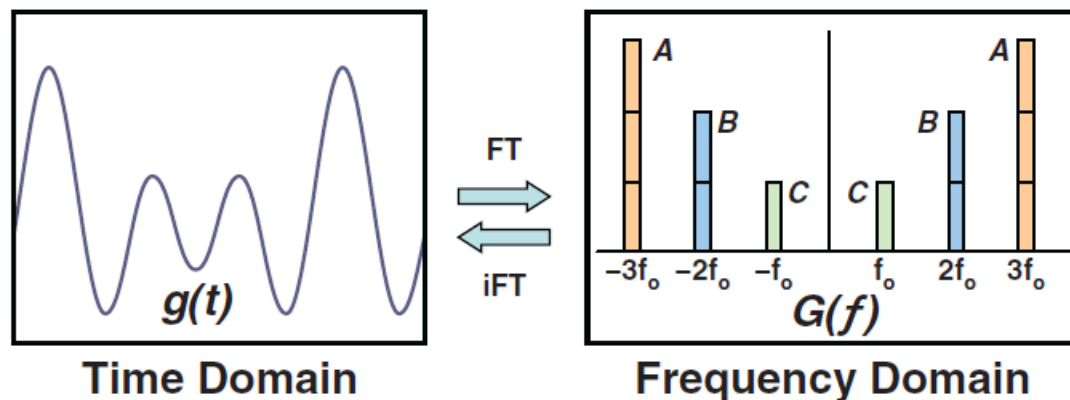 A A
B B
FT
C C
iFT
−3fₒ −2fₒ −fₒ fₒ 2fₒ 3fₒ
g(t)
G(f)
Time Domain
Frequency Domain